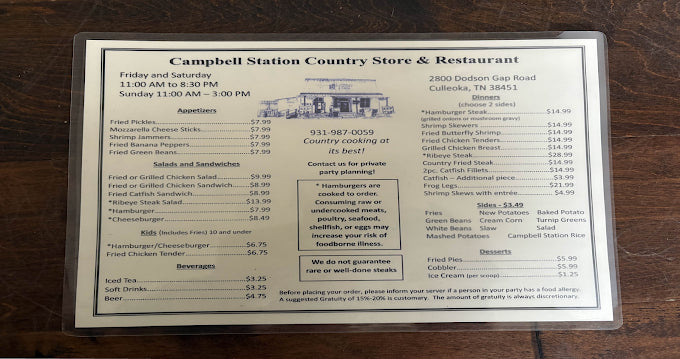 Campbell Station Country Store & Restaurant
Friday and Saturday
11:00 AM to 8:30 PM
Sunday 11:00 AM – 3:00 PM
Appetizers
Fried Pickles $7.99
Mozzarella Cheese Sticks $7.99
Shrimp Jammers $7.99
Fried Banana Peppers $7.99
Fried Green Beans $7.99
Salads and Sandwiches
Fried or Grilled Chicken Salad $9.99
Fried or Grilled Chicken Sandwich $8.99
Fried Catfish Sandwich $8.99
*Ribeye Steak Salad $13.99
*Hamburger $7.99
*Cheeseburger $8.49
Kids (Includes Fries) 10 and under
*Hamburger/Cheeseburger $6.75
Fried Chicken Tender $6.75
Beverages
Iced Tea $3.25
Soft Drinks $3.25
Beer $4.75
931-987-0059
Country cooking at
its best!
Contact us for private
party planning!
* Hamburgers are
cooked to order.
Consuming raw or
undercooked meats,
poultry, seafood,
shellfish, or eggs may
increase your risk of
foodborne illness.
We do not guarantee
rare or well-done steaks
2800 Dodson Gap Road
Culleoka, TN 38451
Dinners
(choose 2 sides)
*Hamburger Steak $14.99
(grilled onions or mushroom gravy)
Shrimp Skewers $14.99
Fried Butterfly Shrimp $14.99
Fried Chicken Tenders $14.99
Grilled Chicken Breast $14.99
*Ribeye Steak $28.99
Country Fried Steak $14.99
2pc. Catfish Fillets $14.99
Catfish – Additional piece $3.99
Frog Legs $21.99
Shrimp Skews with entrée $4.99
Sides - $3.49
Fries New Potatoes Baked Potato
Green Beans Cream Corn Turnip Greens
White Beans Slaw Salad
Mashed Potatoes Campbell Station Rice
Desserts
Fried Pies $5.99
Cobbler $5.99
Ice Cream (per scoop) $1.25
Before placing your order, please inform your server if a person in your party has a food allergy.
A suggested Gratuity of 15%-20% is customary. The amount of gratuity is always discretionary.